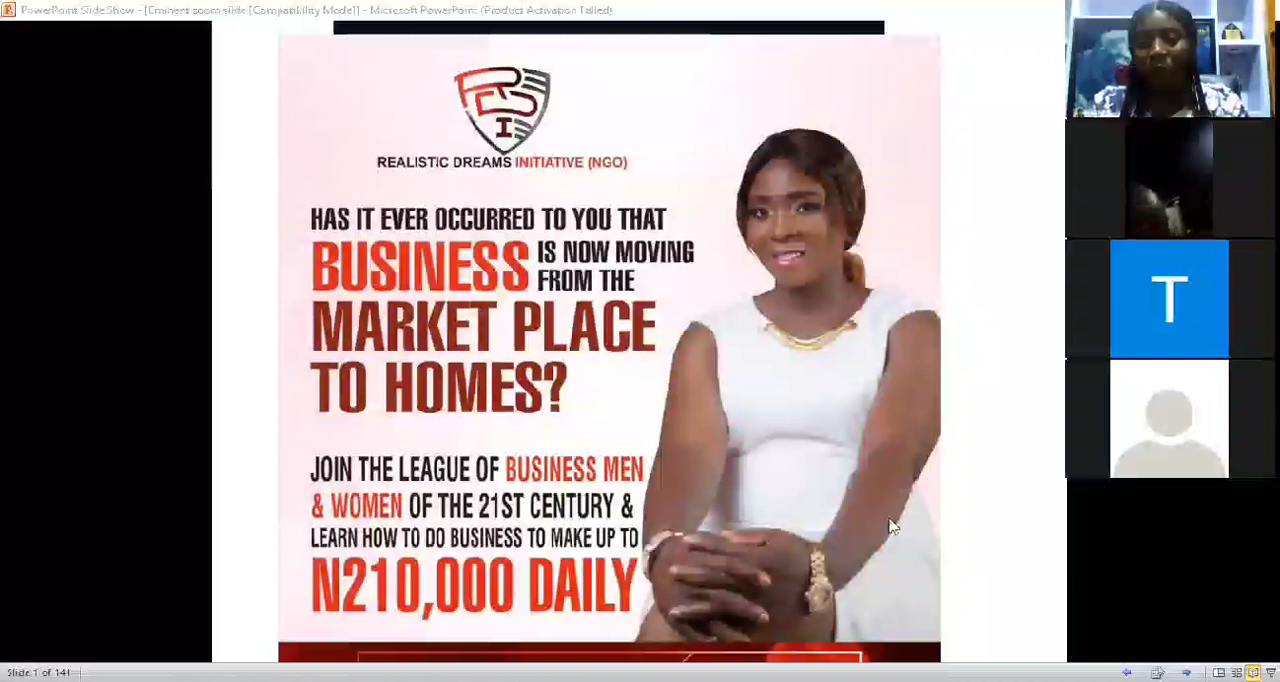 PowerPoint Slide Show - [Eminent zoom slide [Compatibility Mode]] - Microsoft PowerPoint (Product Activation Failed)
REALISTIC DREAMS INITIATIVE (NGO)
HAS IT EVER OCCURRED TO YOU THAT
BUSINESS IS NOW MOVING
FROM THE
MARKET PLACE
TO HOMES?
JOIN THE LEAGUE OF BUSINESS MEN
& WOMEN OF THE 21ST CENTURY &
LEARN HOW TO DO BUSINESS TO MAKE UP TO
N210,000 DAILY
T
Slide 1 of 141